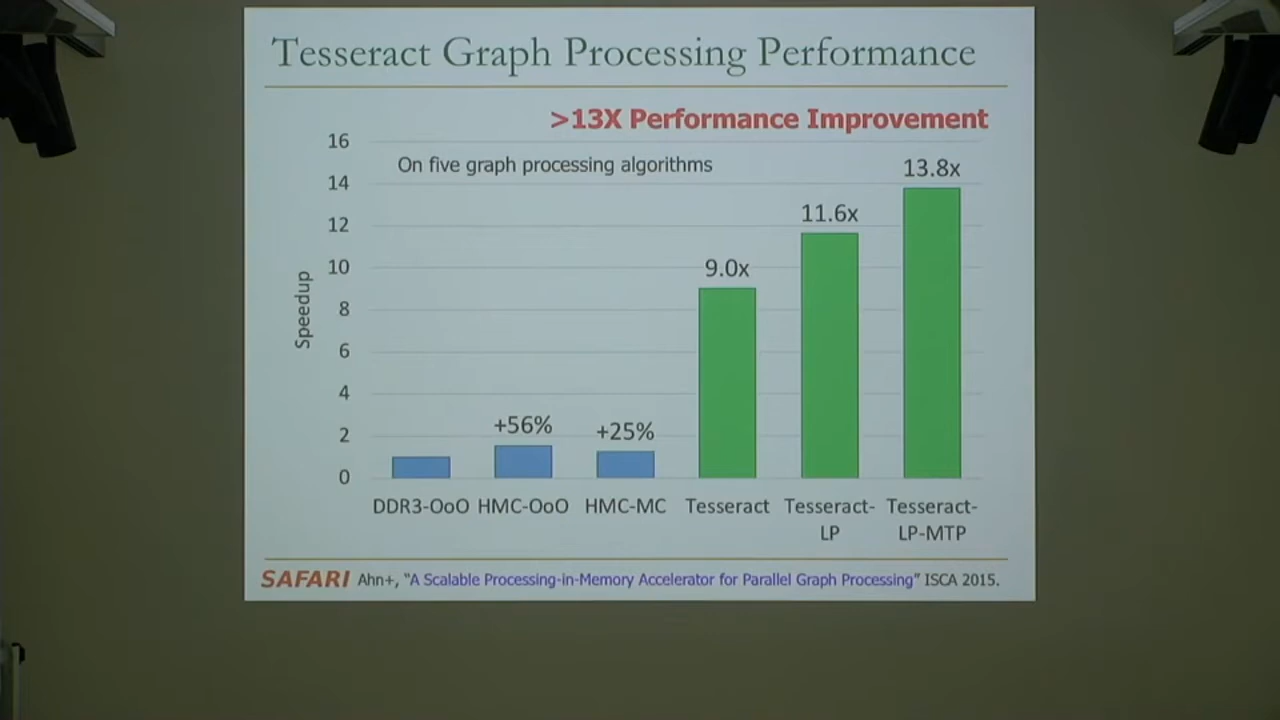 Tesseract Graph Processing Performance
>13X Performance Improvement
On five graph processing algorithms
Speedup
16
14
12
10
8
6
4
2
0
+56%
+25%
9.0x
11.6x
13.8x
DDR3-OoO
HMC-OoO
HMC-MC
Tesseract
Tesseract-
LP
Tesseract-
LP-MTP
SAFARI Ahn+, "A Scalable Processing-in-Memory Accelerator for Parallel Graph Processing" ISCA 2015.